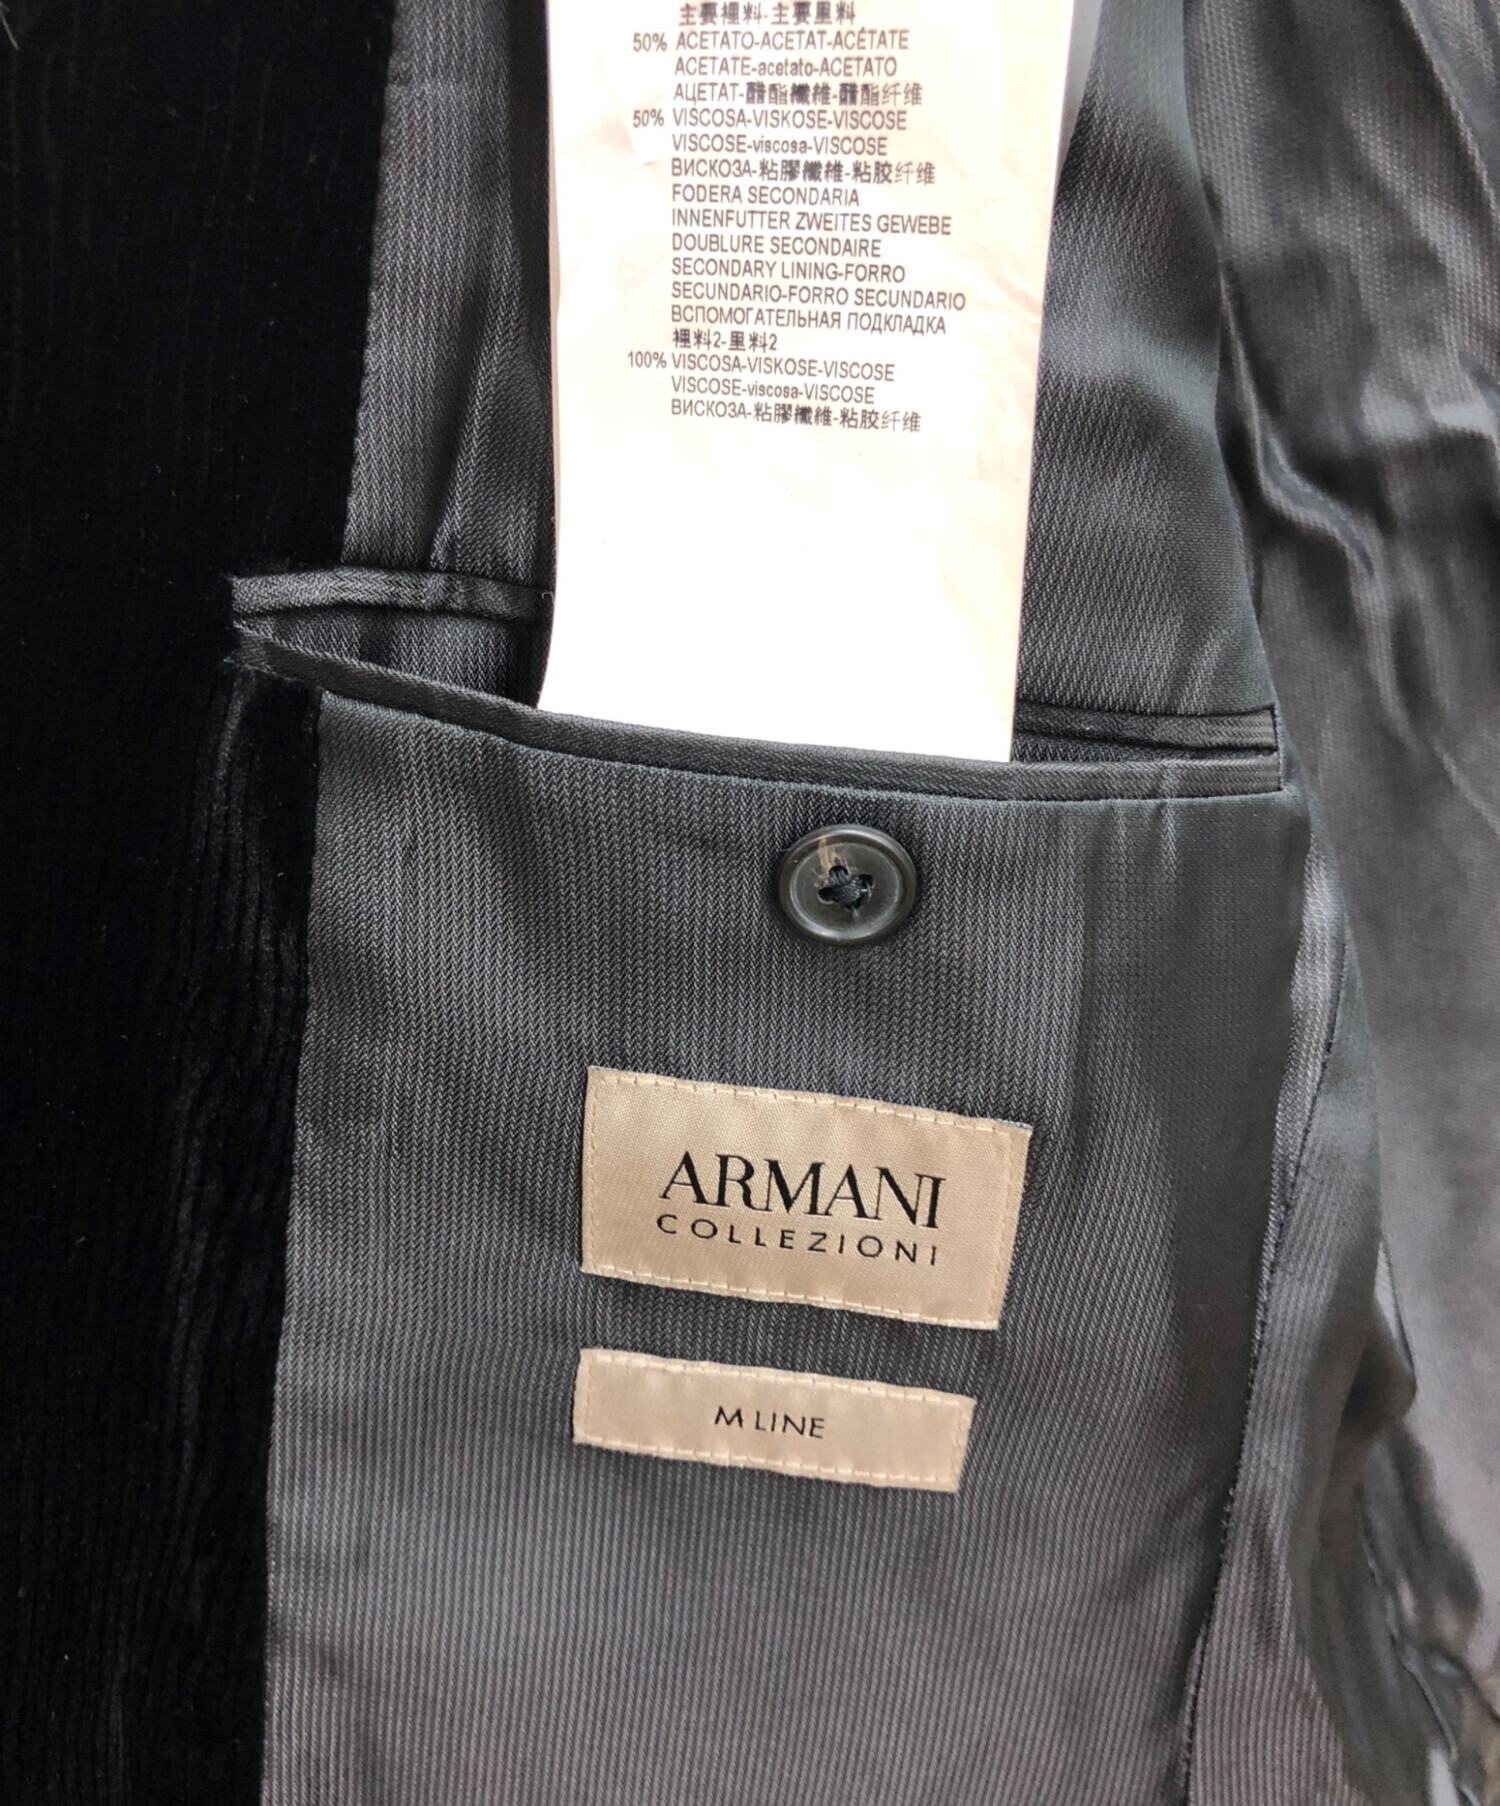 主要裡料-主要里料
50% ACETATO-ACETAT-ACÉTATE
ACETATE-acetato-ACETATO
АЦЕТАТ-醋酯纖維-醋酯纤维
50% VISCOSA-VISKOSE-VISCOSE
VISCOSE-viscosa-VISCOSE
ВИСКОЗА-粘膠纖維-粘胶纤维
FODERA SECONDARIA
INNENFUTTER ZWEITES GEWEBE
DOUBLURE SECONDAIRE
SECONDARY LINING-FORRO
SECUNDARIO-FORRO SECUNDARIO
ВСПОМОГАТЕЛЬНАЯ ПОДКЛАДКА
裡料2-里料2
100% VISCOSA-VISKOSE-VISCOSE
VISCOSE-viscosa-VISCOSE
ВИСКОЗА-粘膠纖維-粘胶纤维
ARMANI
COLLEZIONI
M LINE